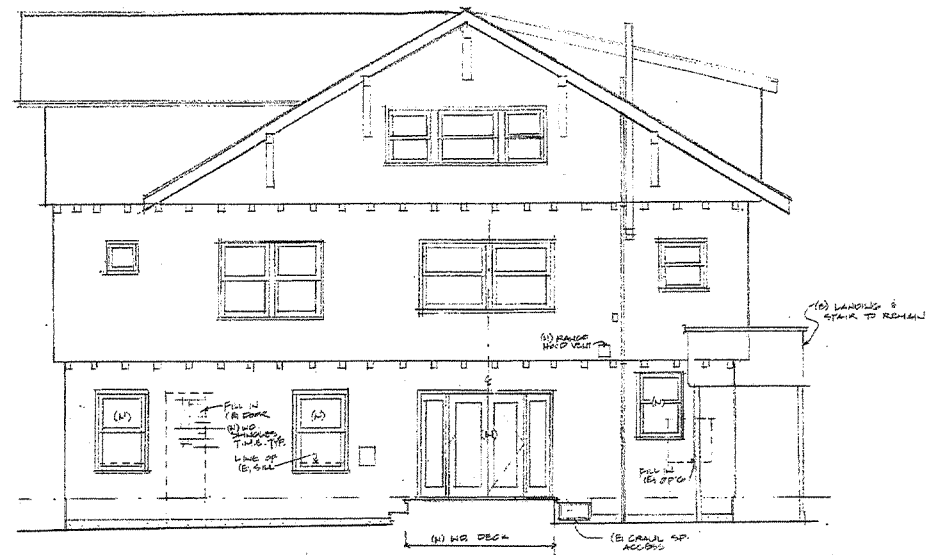 (E) LANDING &
STAIR TO REMAIN
(N) RANGE
HOOD VENT
(N)
FILL IN
(E) DOOR
(N) WD.
SHINGLES
T.M.E. TYP.
LINE OF
(E) SILL
(N)
(N)
(N)
FILL IN
(E) OP'G
(N) WD DECK
(E) CRAWL SP.
ACCESS